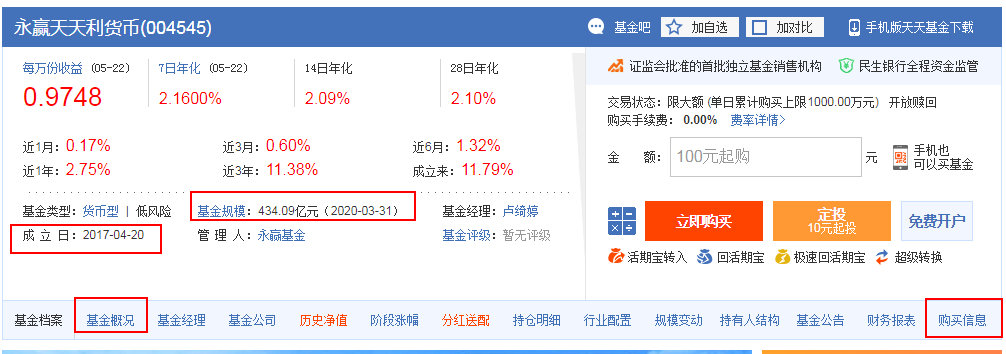 永赢天天利货币(004545)
基金吧
加自选
加对比
手机版天天基金下载
每万份收益 (05-22)
7日年化 (05-22)
14日年化
28日年化
0.9748
2.1600%
2.09%
2.10%
近1月：0.17%
近3月：0.60%
近6月：1.32%
近1年：2.75%
近3年：11.38%
成立来：11.79%
基金类型：货币型 | 低风险
基金规模：434.09亿元（2020-03-31）
基金经理：卢绮婷
成 立 日：2017-04-20
管 理 人：永赢基金
基金评级：暂无评级
证监会批准的首批独立基金销售机构
民生银行全程资金监管
交易状态：限大额 (单日累计购买上限1000.00万元) 开放赎回
购买手续费： 0.00% 费率详情>
金 额：
100元起购
元
手机也
可以买基金
立即购买
定投
10元起投
免费开户
活期宝转入
回活期宝
极速回活期宝
超级转换
基金档案
基金概况
基金经理
基金公司
历史净值
阶段涨幅
分红送配
持仓明细
行业配置
规模变动
持有人结构
基金公告
财务报表
购买信息